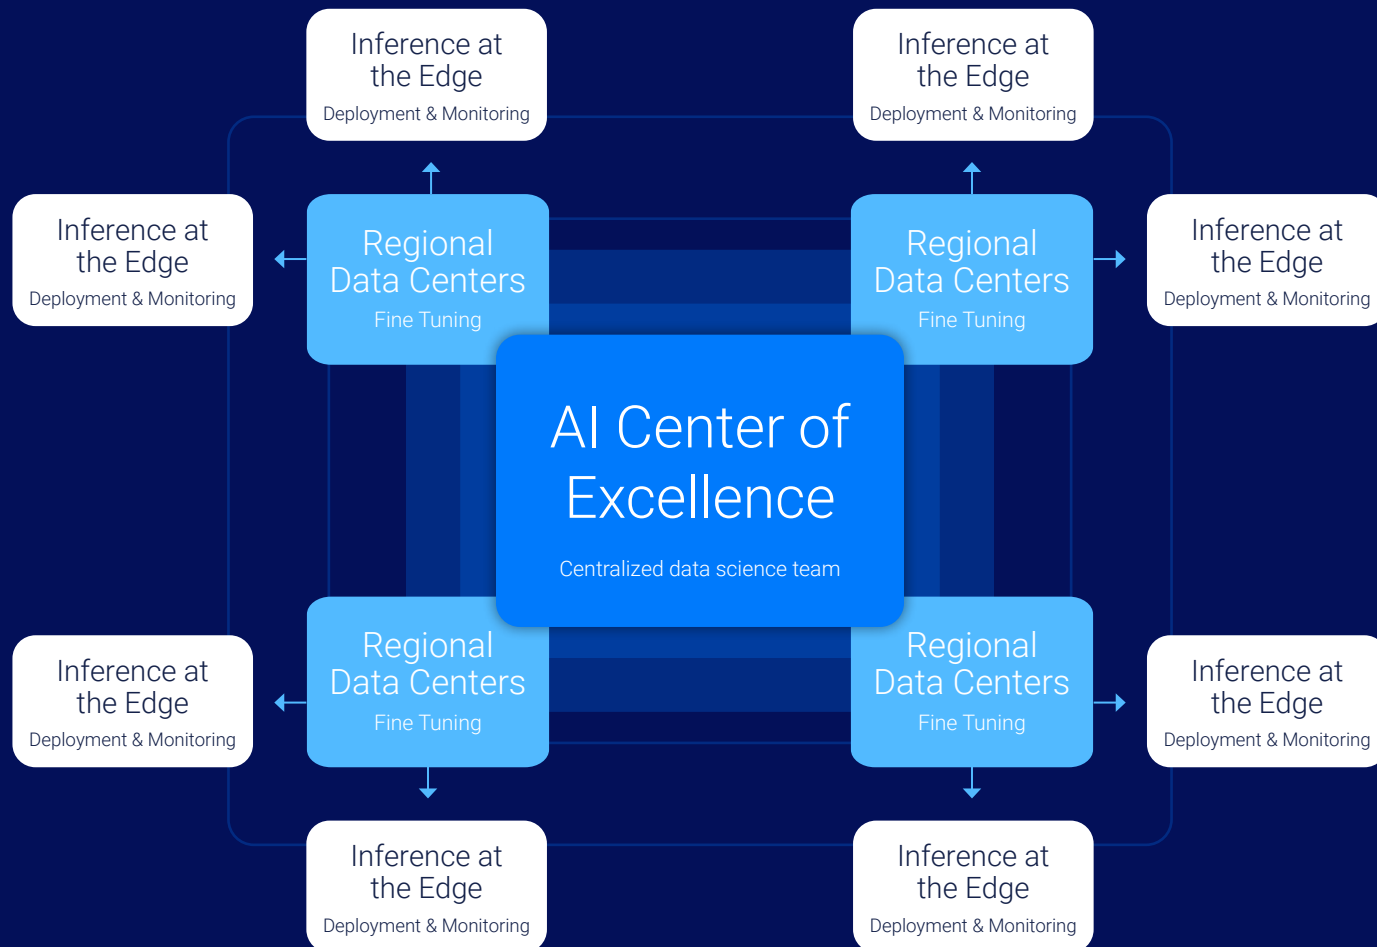 Inference at
the Edge
Deployment & Monitoring
Inference at
the Edge
Deployment & Monitoring
Inference at
the Edge
Deployment & Monitoring
Regional
Data Centers
Fine Tuning
Regional
Data Centers
Fine Tuning
Inference at
the Edge
Deployment & Monitoring
AI Center of
Excellence
Centralized data science team
Inference at
the Edge
Deployment & Monitoring
Regional
Data Centers
Fine Tuning
Regional
Data Centers
Fine Tuning
Inference at
the Edge
Deployment & Monitoring
Inference at
the Edge
Deployment & Monitoring
Inference at
the Edge
Deployment & Monitoring